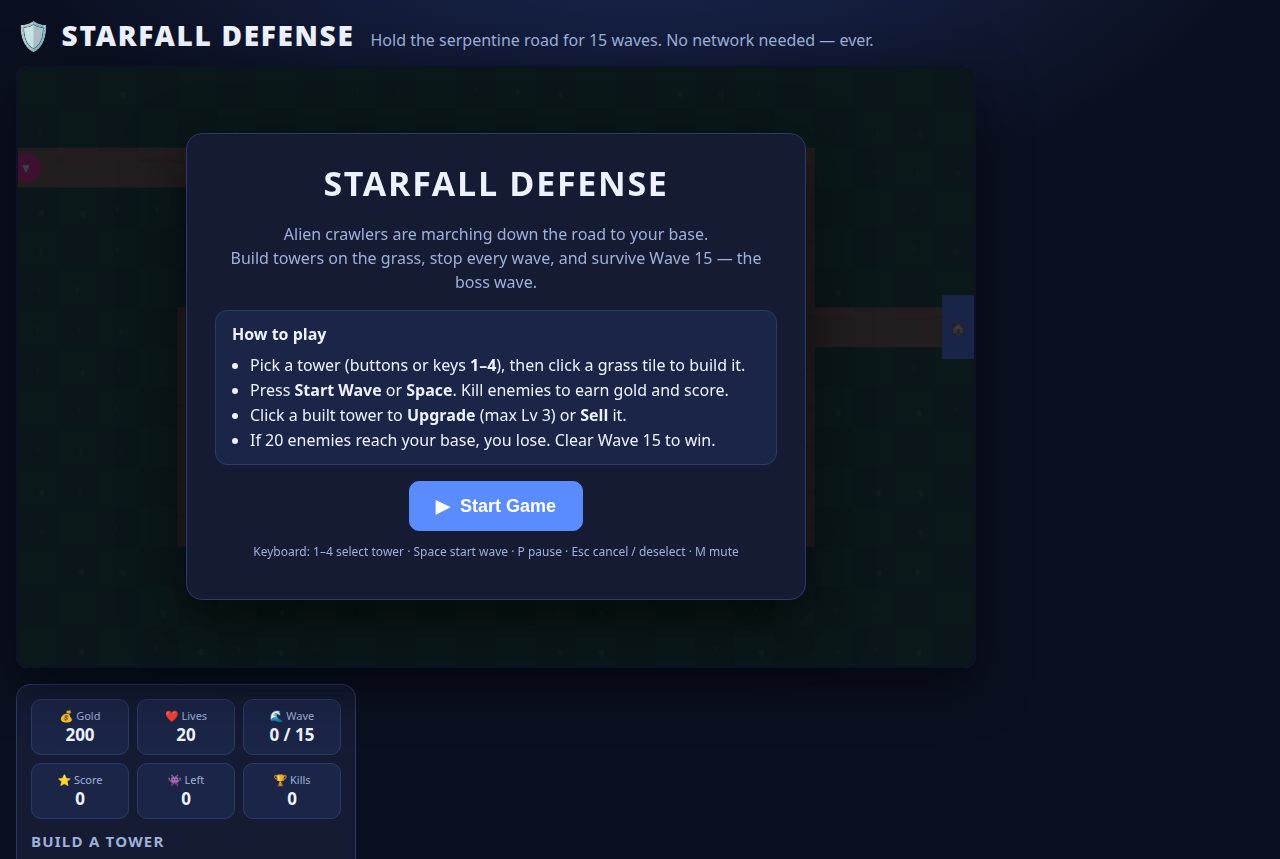 🛡️ STARFALL DEFENSE Hold the serpentine road for 15 waves. No network needed — ever.
STARFALL DEFENSE
Alien crawlers are marching down the road to your base.
Build towers on the grass, stop every wave, and survive Wave 15 — the
boss wave.
How to play
• Pick a tower (buttons or keys 1–4), then click a grass tile to build it.
• Press Start Wave or Space. Kill enemies to earn gold and score.
• Click a built tower to Upgrade (max Lv 3) or Sell it.
• If 20 enemies reach your base, you lose. Clear Wave 15 to win.
▶ Start Game
Keyboard: 1–4 select tower · Space start wave · P pause · Esc cancel / deselect · M mute
💰 Gold ❤️ Lives 🌊 Wave
200 20 0 / 15
⭐ Score 👾 Left 🏆 Kills
0 0 0
BUILD A TOWER